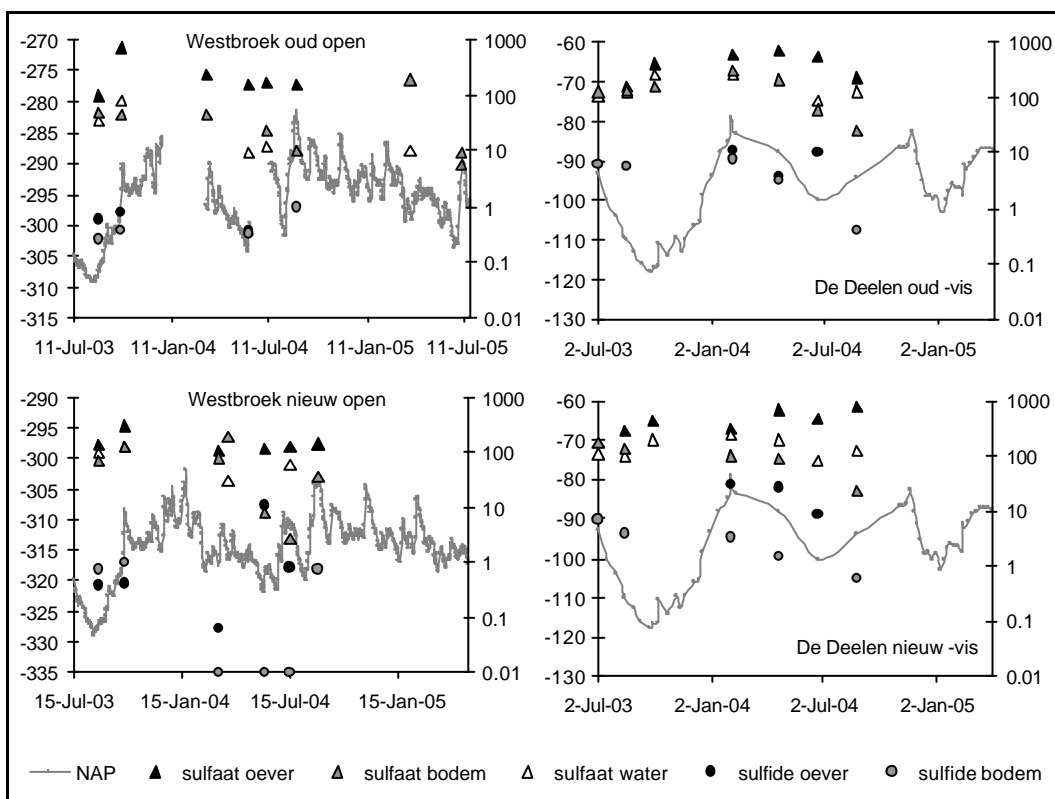 Westbroek oud open
-270
-275
-280
-285
-290
-295
-300
-305
-310
-315
1000
100
10
1
0.1
0.01
11-Jul-03
11-Jan-04
11-Jul-04
11-Jan-05
11-Jul-05
De Deelen oud -vis
-60
-70
-80
-90
-100
-110
-120
-130
1000
100
10
1
0.1
0.01
2-Jul-03
2-Jan-04
2-Jul-04
2-Jan-05
Westbroek nieuw open
-290
-295
-300
-305
-310
-315
-320
-325
-330
-335
1000
100
10
1
0.1
0.01
15-Jul-03
15-Jan-04
15-Jul-04
15-Jan-05
De Deelen nieuw -vis
-60
-70
-80
-90
-100
-110
-120
-130
1000
100
10
1
0.1
0.01
2-Jul-03
2-Jan-04
2-Jul-04
2-Jan-05
NAP sulfaat oever sulfaat bodem sulfaat water sulfide oever sulfide bodem